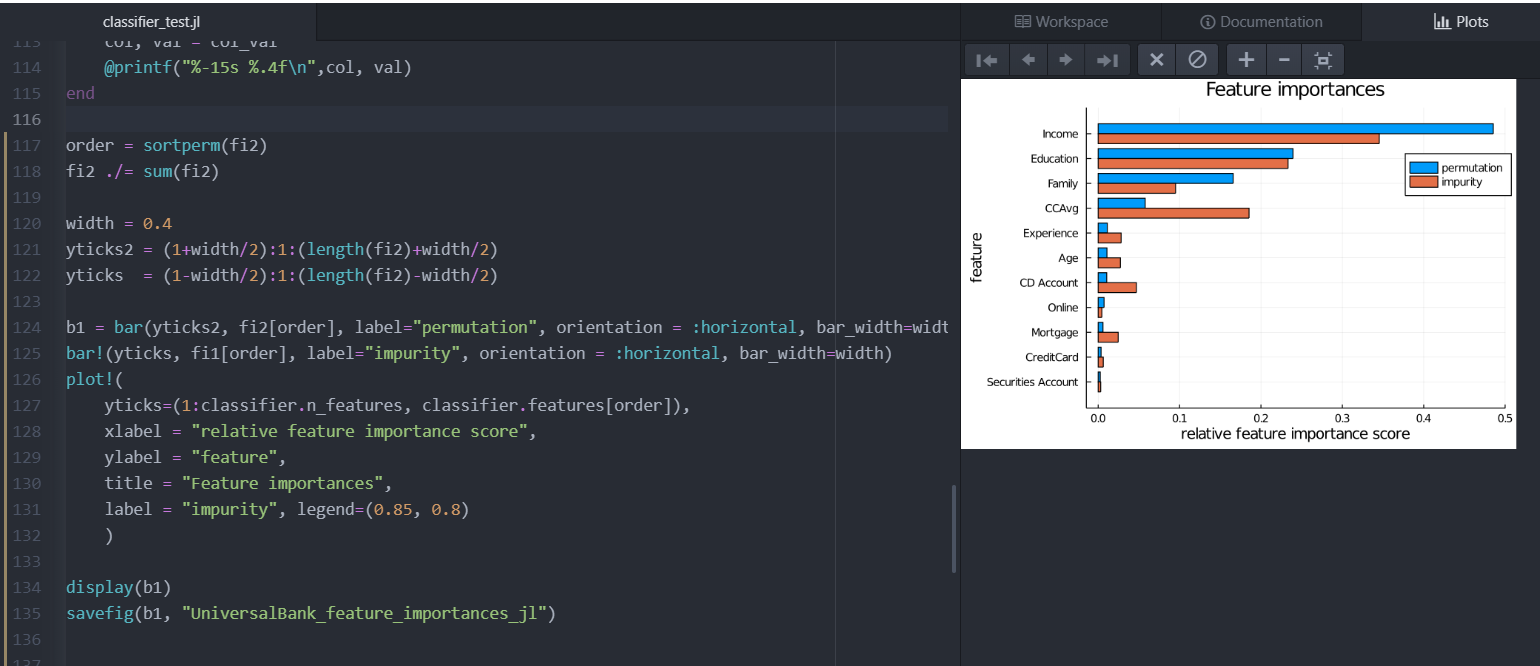 classifier_test.jl
Workspace
Documentation
Plots
113 col, val = col_val
114 @printf("%-15s %.4f\n",col, val)
115 end
116
117 order = sortperm(fi2)
118 fi2 ./= sum(fi2)
119
120 width = 0.4
121 yticks2 = (1+width/2):1:(length(fi2)+width/2)
122 yticks  = (1-width/2):1:(length(fi2)-width/2)
123
124 b1 = bar(yticks2, fi2[order], label="permutation", orientation = :horizontal, bar_width=widt
125 bar!(yticks, fi1[order], label="impurity", orientation = :horizontal, bar_width=width)
126 plot!(
127 yticks=(1:classifier.n_features, classifier.features[order]),
128 xlabel = "relative feature importance score",
129 ylabel = "feature",
130 title = "Feature importances",
131 label = "impurity", legend=(0.85, 0.8)
132 )
133
134 display(b1)
135 savefig(b1, "UniversalBank_feature_importances_jl")
136
137
Feature importances
feature
Income
Education
Family
CCAvg
Experience
Age
CD Account
Online
Mortgage
CreditCard
Securities Account
permutation
impurity
0.0 0.1 0.2 0.3 0.4 0.5
relative feature importance score